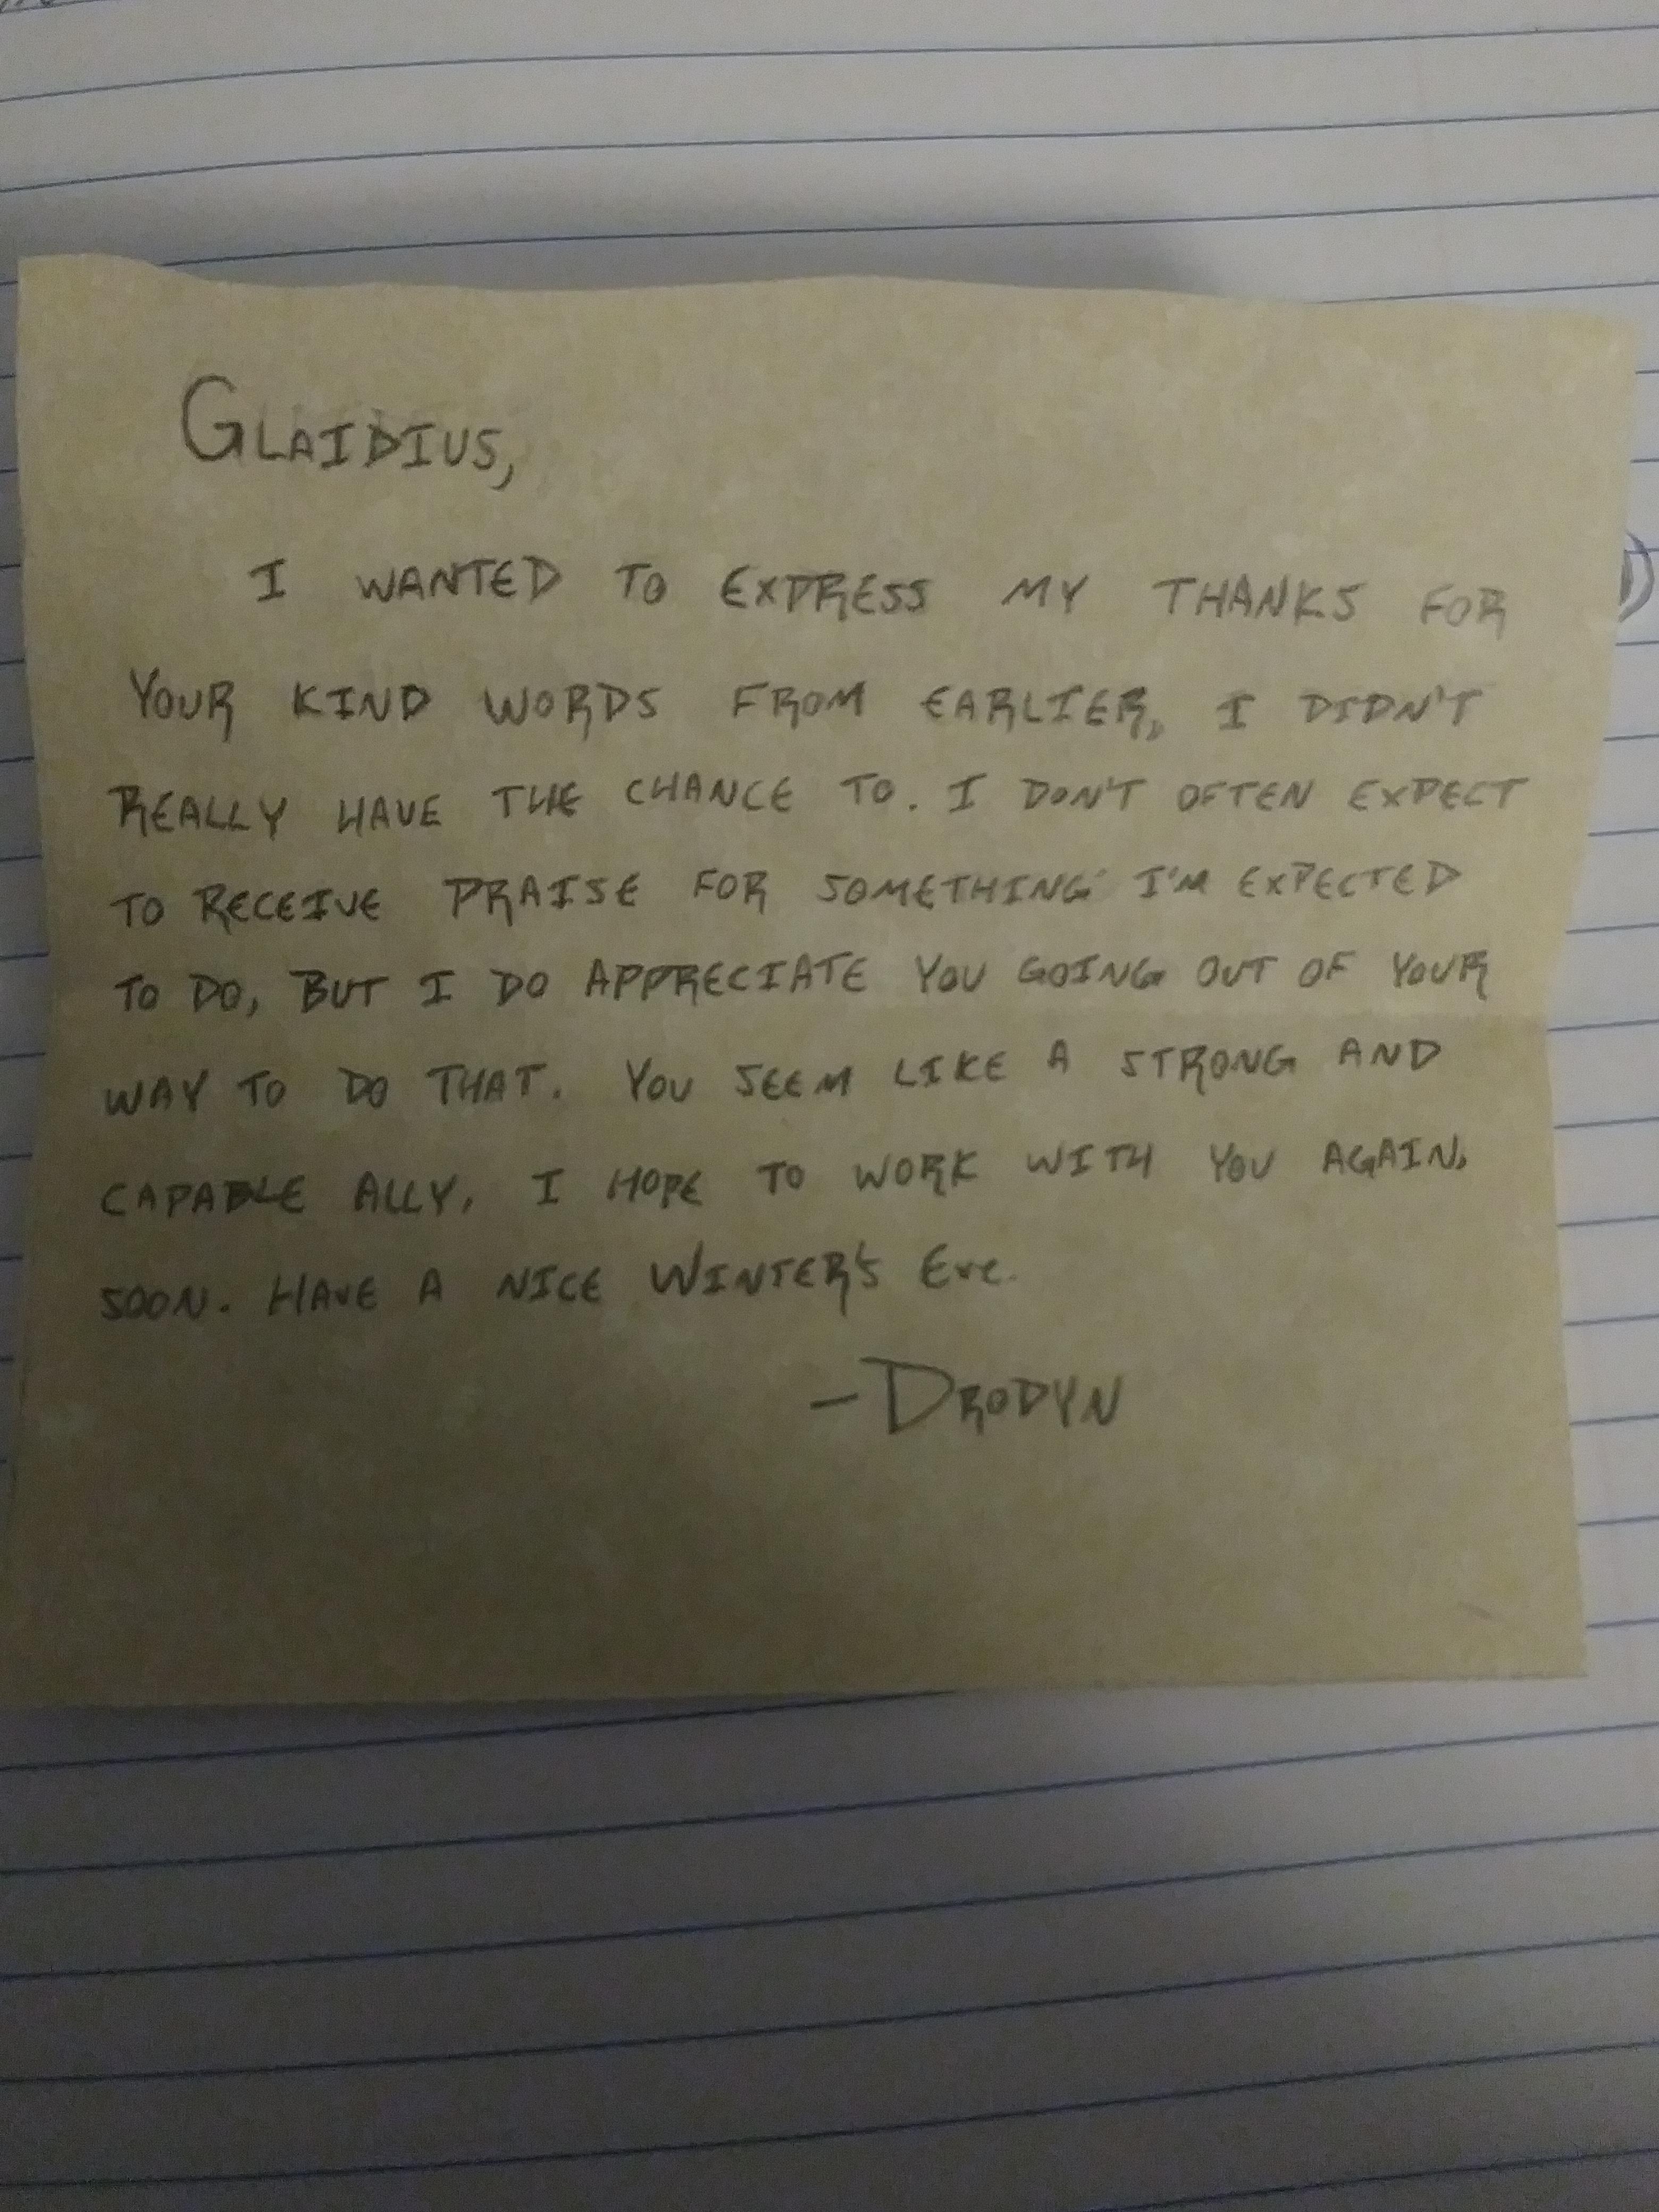 GLAIDIUS,
I WANTED TO EXPRESS MY THANKS FOR
YOUR KIND WORDS FROM EARLIER, I DIDN'T
REALLY HAVE THE CHANCE TO. I DON'T OFTEN EXPECT
TO RECEIVE PRAISE FOR SOMETHING I'M EXPECTED
TO DO, BUT I DO APPRECIATE YOU GOING OUT OF YOUR
WAY TO DO THAT. YOU SEEM LIKE A STRONG AND
CAPABLE ALLY, I HOPE TO WORK WITH YOU AGAIN.
SOON. HAVE A NICE WINTER'S Eve.
-DRODYN